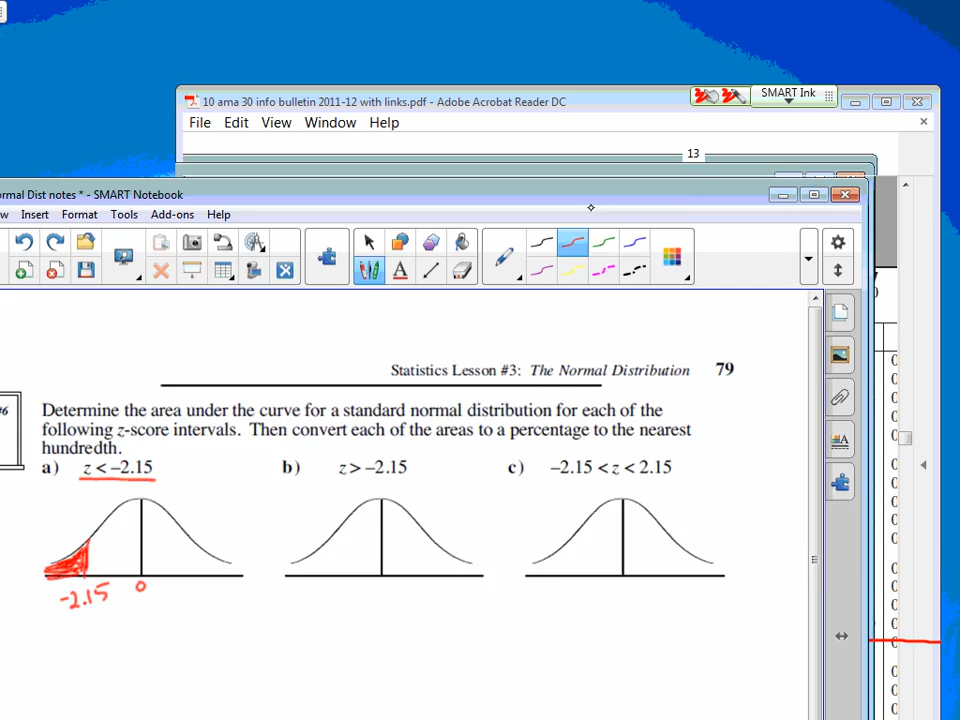 10 ama 30 info bulletin 2011-12 with links.pdf - Adobe Acrobat Reader DC
SMART Ink
File Edit View Window Help
13
ormal Dist notes * - SMART Notebook
w Insert Format Tools Add-ons Help
Statistics Lesson #3: The Normal Distribution 79
#6
Determine the area under the curve for a standard normal distribution for each of the
following z-score intervals. Then convert each of the areas to a percentage to the nearest
hundredth.
a) z < –2.15 b) z > –2.15 c) –2.15 < z < 2.15
-2.15 0